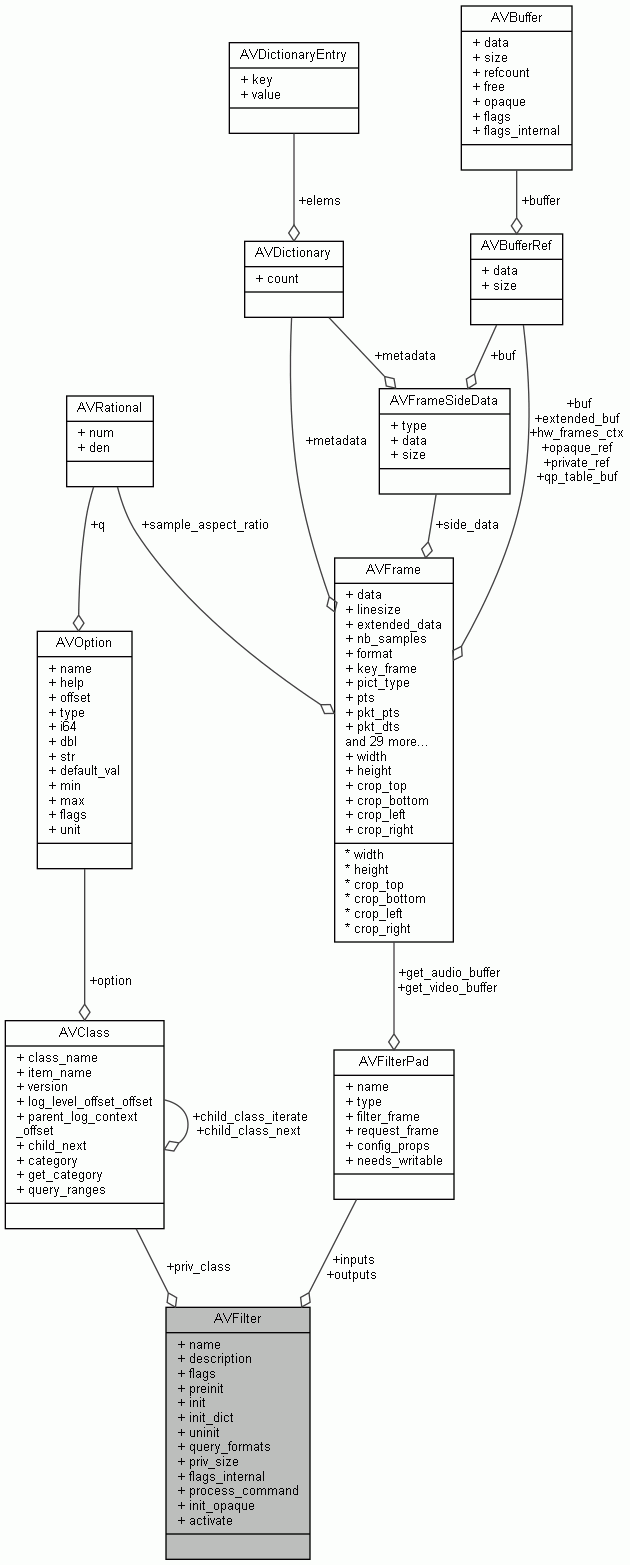 AVBuffer
+ data
+ size
+ refcount
+ free
+ opaque
+ flags
+ flags_internal
AVDictionaryEntry
+ key
+ value
+elems
+buffer
AVDictionary
+ count
AVBufferRef
+ data
+ size
+metadata
+buf
AVFrameSideData
+ type
+ data
+ size
+buf
+extended_buf
+hw_frames_ctx
+opaque_ref
+private_ref
+qp_table_buf
AVRational
+ num
+ den
+metadata
+q
+sample_aspect_ratio
+side_data
AVFrame
+ data
+ linesize
+ extended_data
+ nb_samples
+ format
+ key_frame
+ pict_type
+ pts
+ pkt_pts
+ pkt_dts
and 29 more...
+ width
+ height
+ crop_top
+ crop_bottom
+ crop_left
+ crop_right
* width
* height
* crop_top
* crop_bottom
* crop_left
* crop_right
AVOption
+ name
+ help
+ offset
+ type
+ i64
+ dbl
+ str
+ default_val
+ min
+ max
+ flags
+ unit
+option
+get_audio_buffer
+get_video_buffer
AVClass
+ class_name
+ item_name
+ version
+ log_level_offset_offset
+ parent_log_context
_offset
+ child_next
+ category
+ get_category
+ query_ranges
+child_class_iterate
+child_class_next
AVFilterPad
+ name
+ type
+ filter_frame
+ request_frame
+ config_props
+ needs_writable
+priv_class
+inputs
+outputs
AVFilter
+ name
+ description
+ flags
+ preinit
+ init
+ init_dict
+ uninit
+ query_formats
+ priv_size
+ flags_internal
+ process_command
+ init_opaque
+ activate